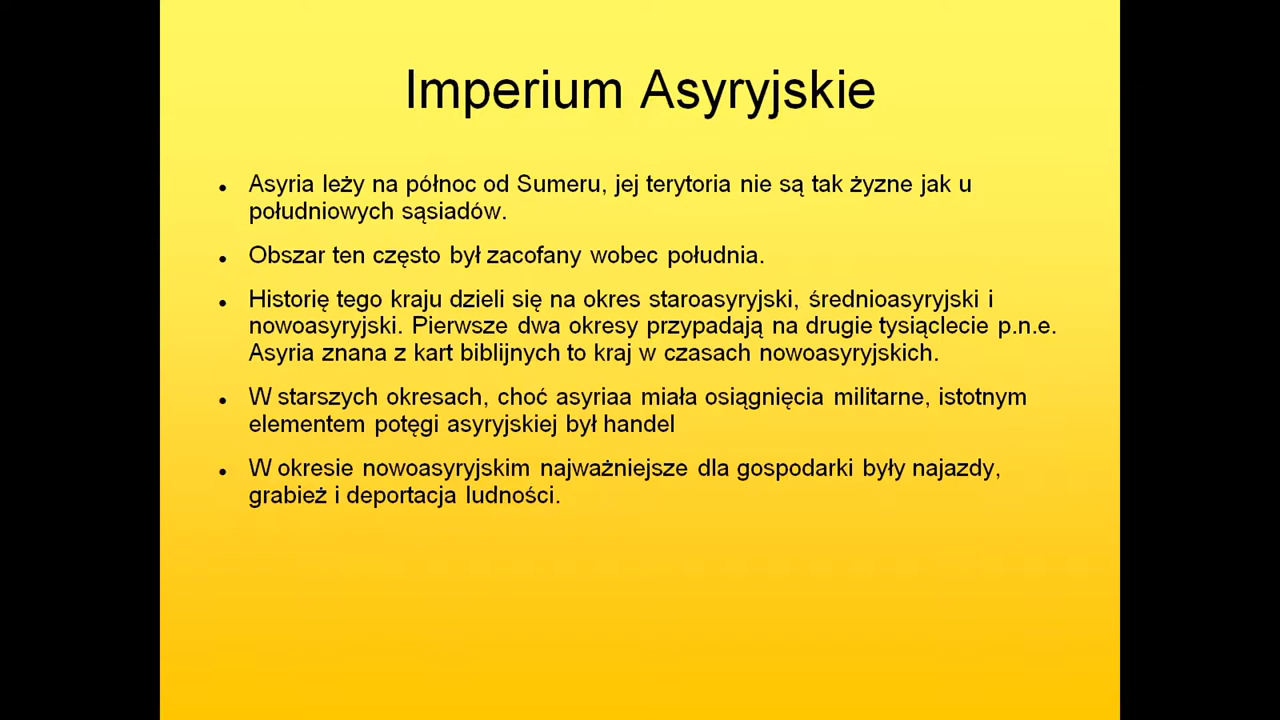 Imperium Asyryjskie
• Asyria leży na północ od Sumeru, jej terytoria nie są tak żyzne jak u
południowych sąsiadów.
• Obszar ten często był zacofany wobec południa.
• Historię tego kraju dzieli się na okres staroasyryjski, średnioasyryjski i
nowoasyryjski. Pierwsze dwa okresy przypadają na drugie tysiąclecie p.n.e.
Asyria znana z kart biblijnych to kraj w czasach nowoasyryjskich.
• W starszych okresach, choć asyriaa miała osiągnięcia militarne, istotnym
elementem potęgi asyryjskiej był handel
• W okresie nowoasyryjskim najważniejsze dla gospodarki były najazdy,
grabież i deportacja ludności.